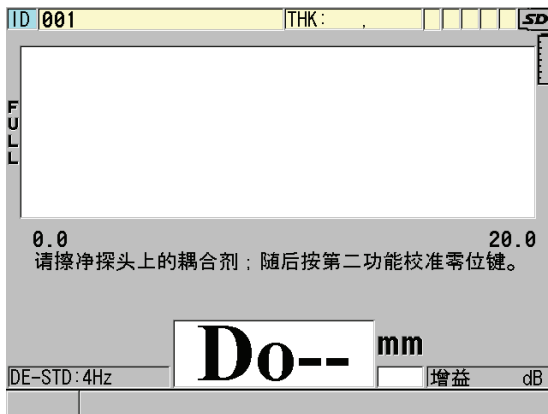 ID 001 THK: . SD
FULL
0.0 20.0
请擦净探头上的耦合剂；随后按第二功能校准零位键。
Do-- mm
DE-STD:4Hz 增益 dB